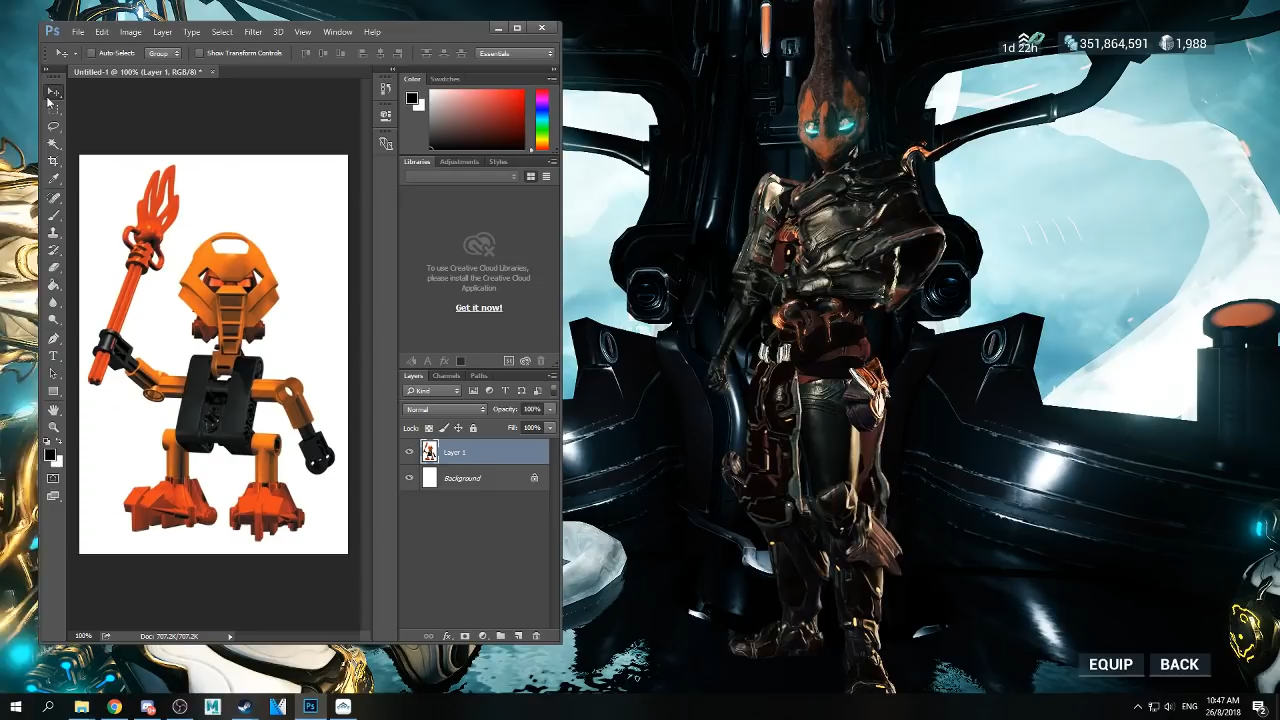 Ps File Edit Image Layer Type Select Filter 3D View Window Help
Auto-Select: Group Show Transform Controls Essentials
Untitled-1 @ 100% (Layer 1, RGB/8) *
Color Swatches
Libraries Adjustments Styles
To use Creative Cloud Libraries,
please install the Creative Cloud
Application
Get it now!
Layers Channels Paths
Kind
Normal Opacity: 100%
Lock: Fill: 100%
Layer 1
Background
100% Doc: 707.2K/707.2K
1d 22h 351,864,591 1,988
EQUIP BACK
Ps ENG 10:47 AM
26/8/2018